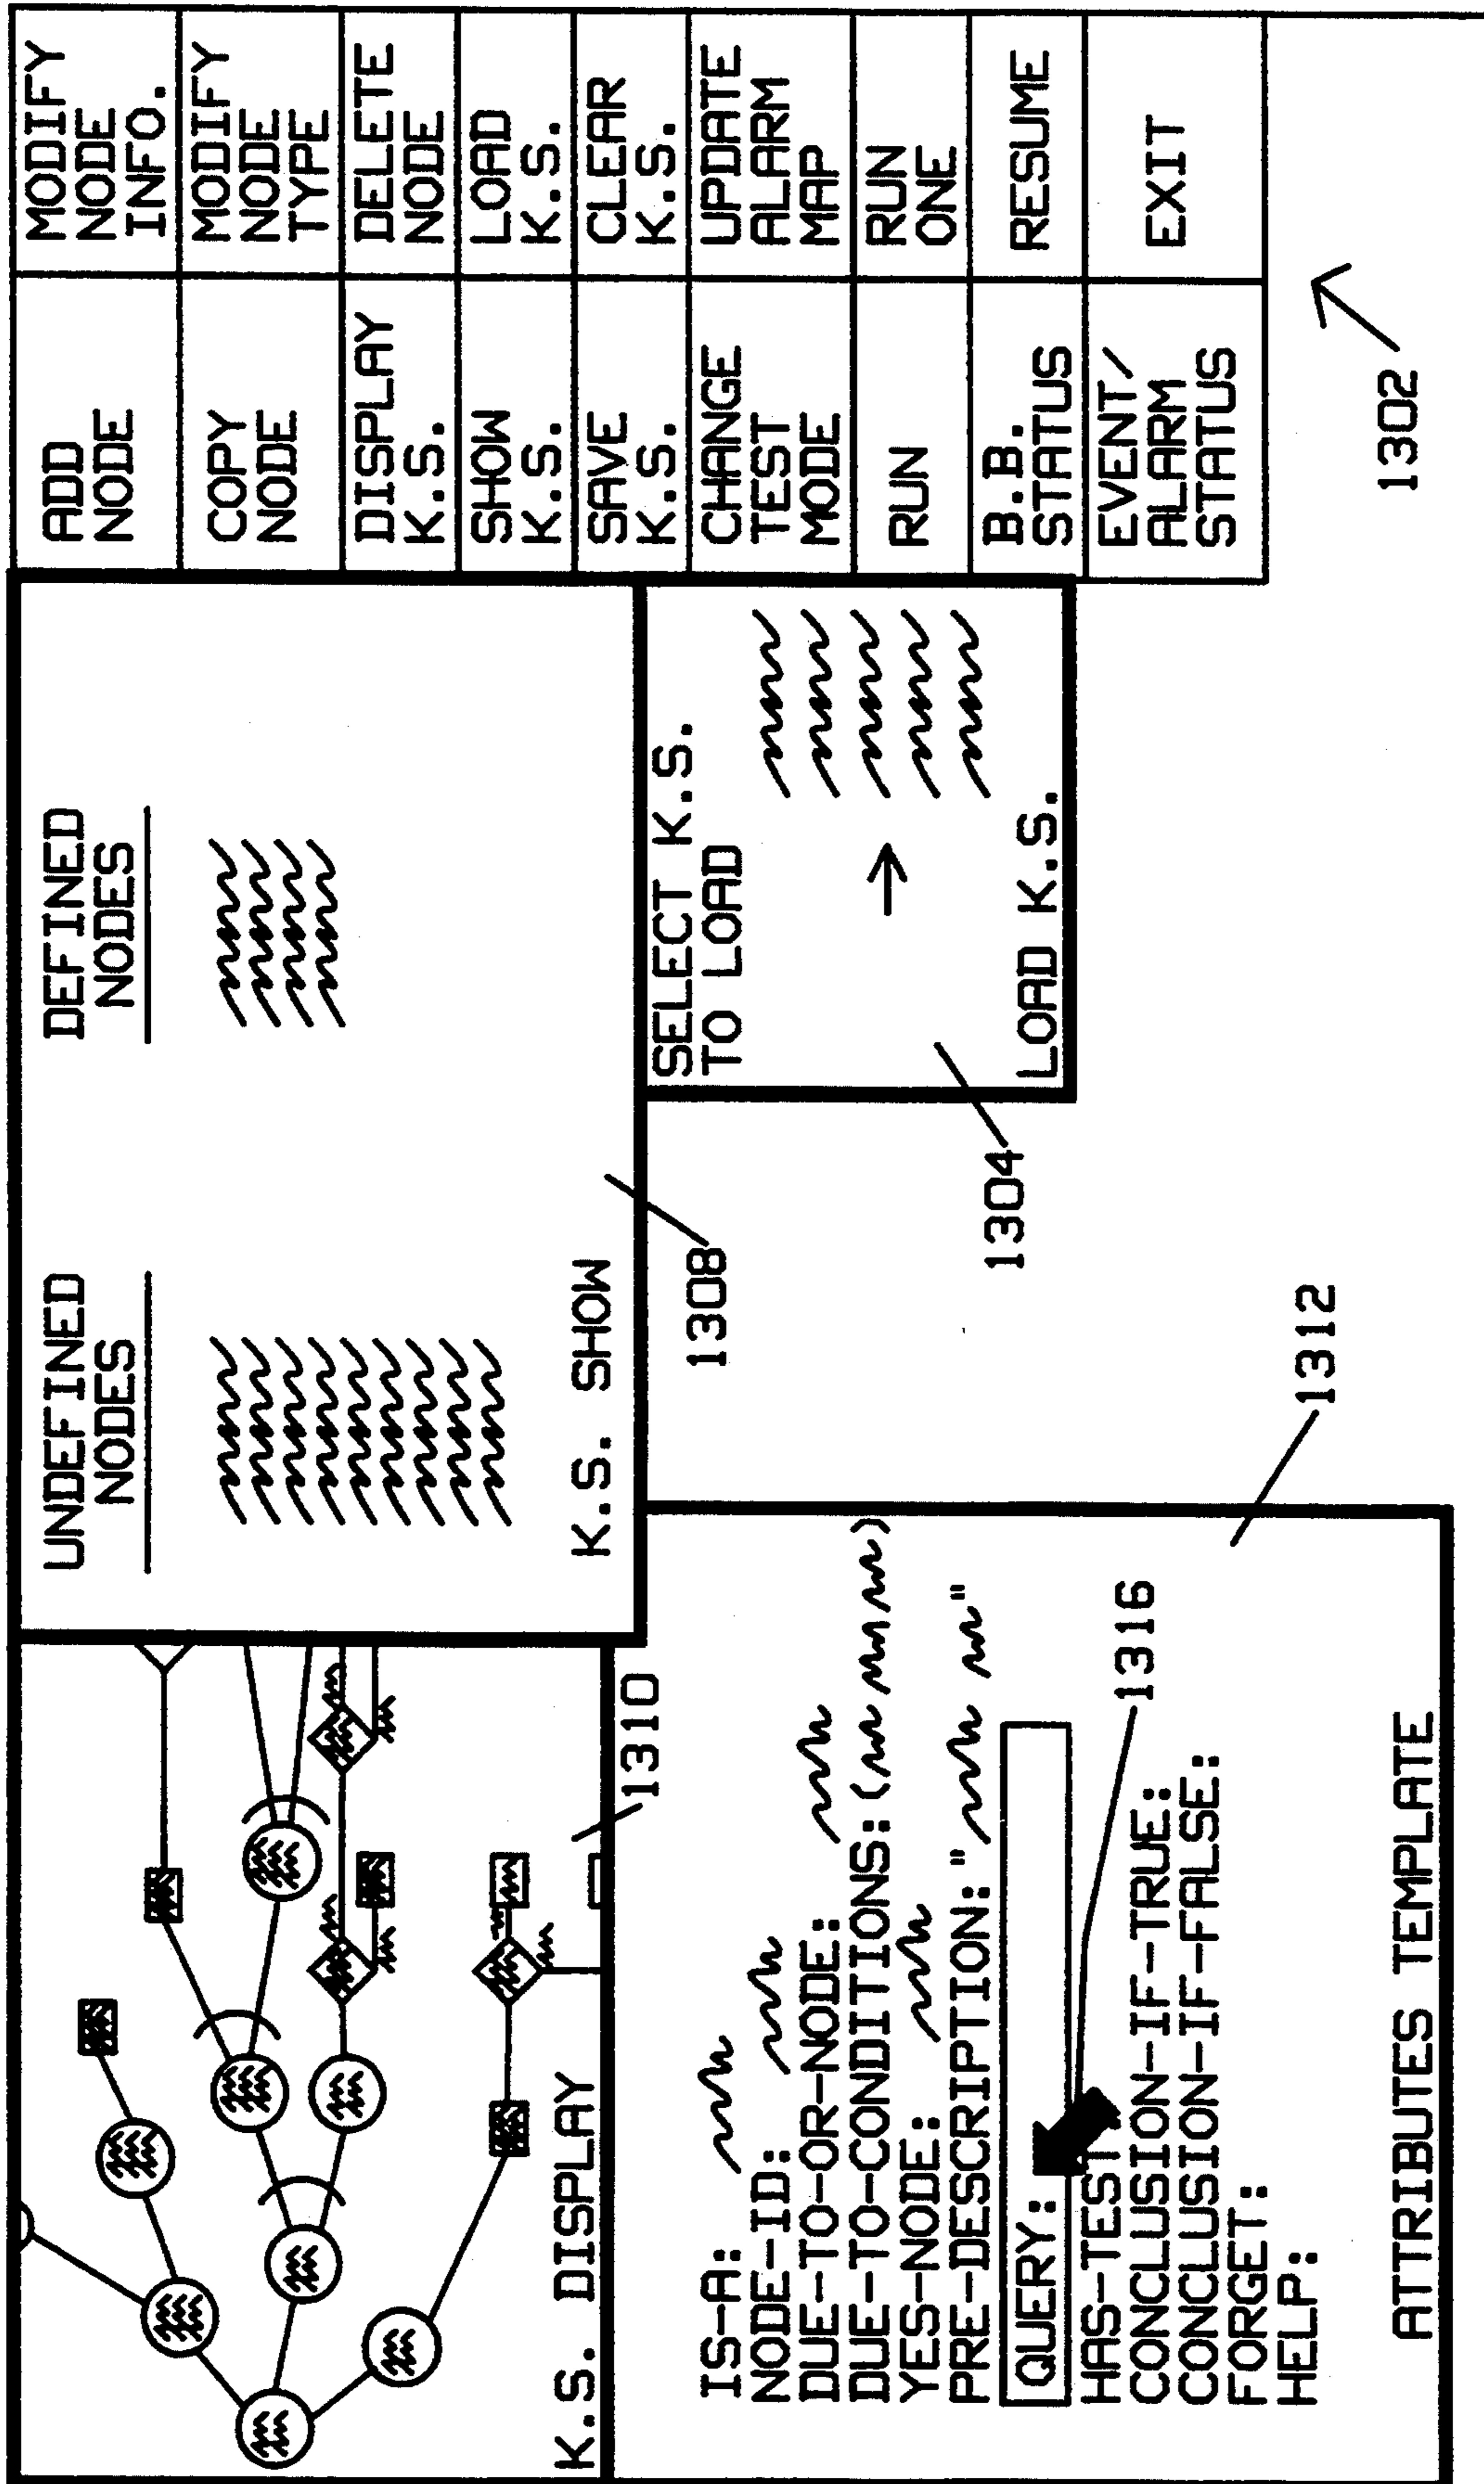 K.S. DISPLAY
1310
UNDEFINED
NODES
DEFINED
NODES
K.S. SHOW
1308
ADD
NODE
MODIFY
NODE
INFO.
COPY
NODE
MODIFY
NODE
TYPE
DISPLAY
K.S.
DELETE
NODE
SHOW
K.S.
LOAD
K.S.
SAVE
K.S.
CLEAR
K.S.
CHANGE
TEST
MODE
UPDATE
ALARM
MAP
RUN
RUN
ONE
B.B.
STATUS
RESUME
EVENT/
ALARM
STATUS
EXIT
1302
SELECT K.S.
TO LOAD
LOAD K.S.
1304
IS-A:
NODE-ID:
DUE-TO-OR-NODE:
DUE-TO-CONDITIONS: ( )
YES-NODE:
PRE-DESCRIPTION: " "
QUERY:
HAS-TEST
CONCLUSION-IF-TRUE:
CONCLUSION-IF-FALSE:
FORGET:
HELP:
ATTRIBUTES TEMPLATE
1316
1312